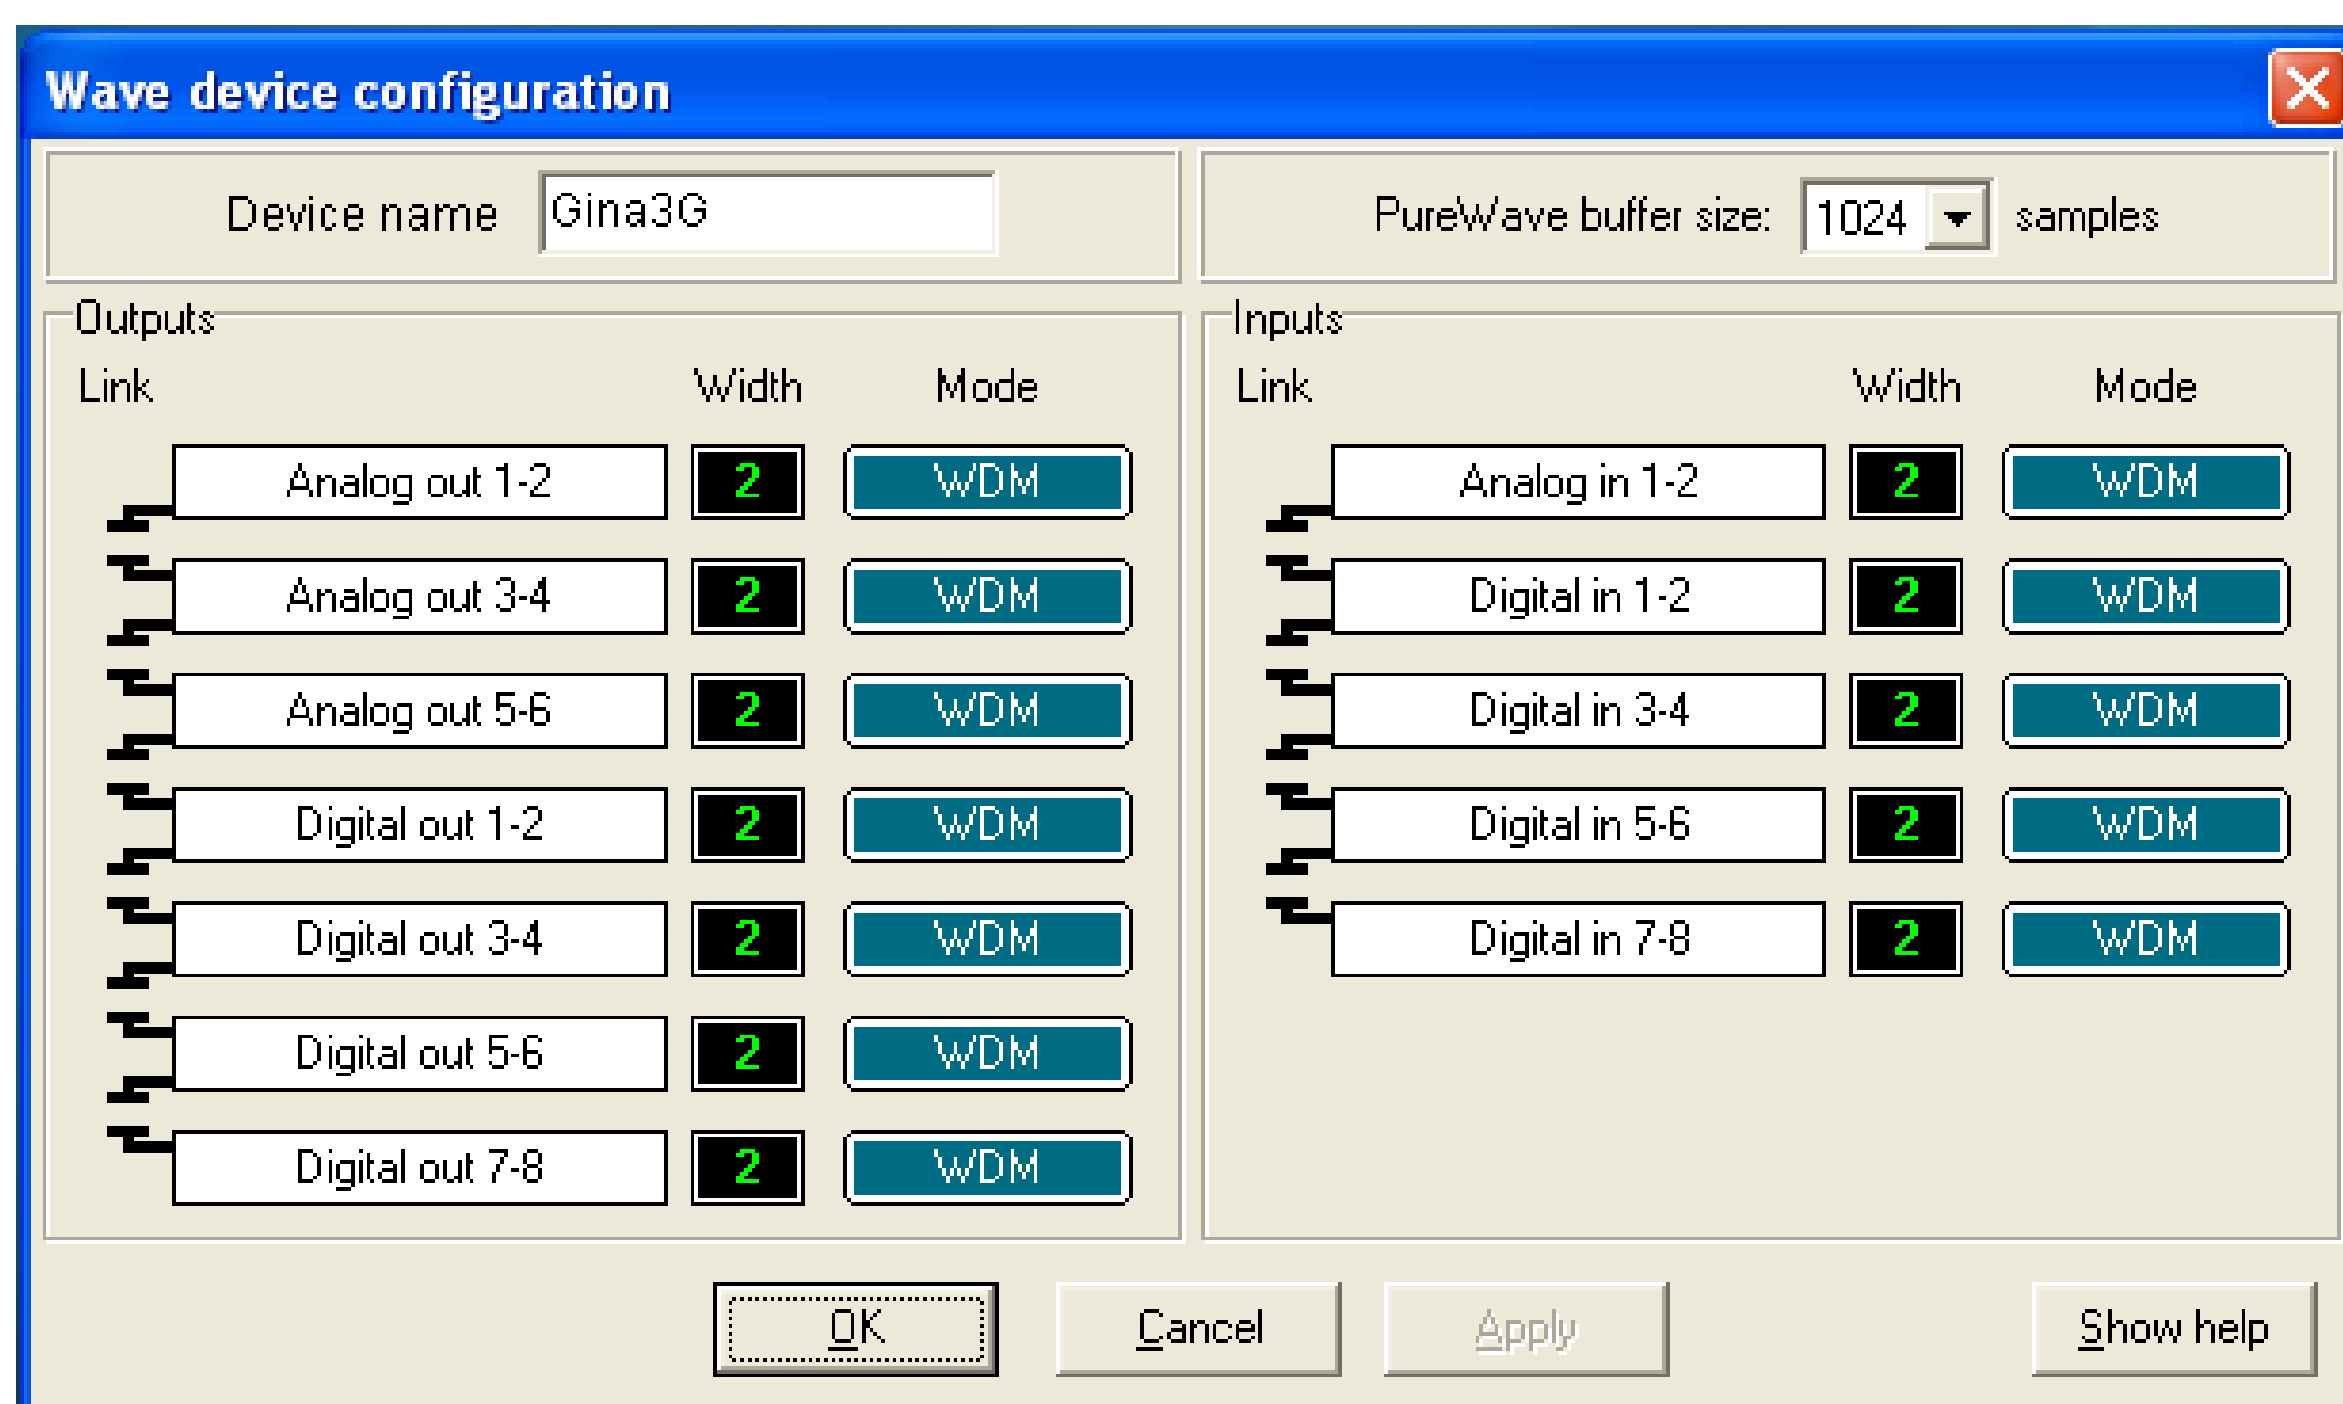 Wave device configuration
Device name Gina3G
PureWave buffer size: 1024 samples
Outputs
Link Width Mode
Analog out 1-2 2 WDM
Analog out 3-4 2 WDM
Analog out 5-6 2 WDM
Digital out 1-2 2 WDM
Digital out 3-4 2 WDM
Digital out 5-6 2 WDM
Digital out 7-8 2 WDM
Inputs
Link Width Mode
Analog in 1-2 2 WDM
Digital in 1-2 2 WDM
Digital in 3-4 2 WDM
Digital in 5-6 2 WDM
Digital in 7-8 2 WDM
OK Cancel Apply Show help